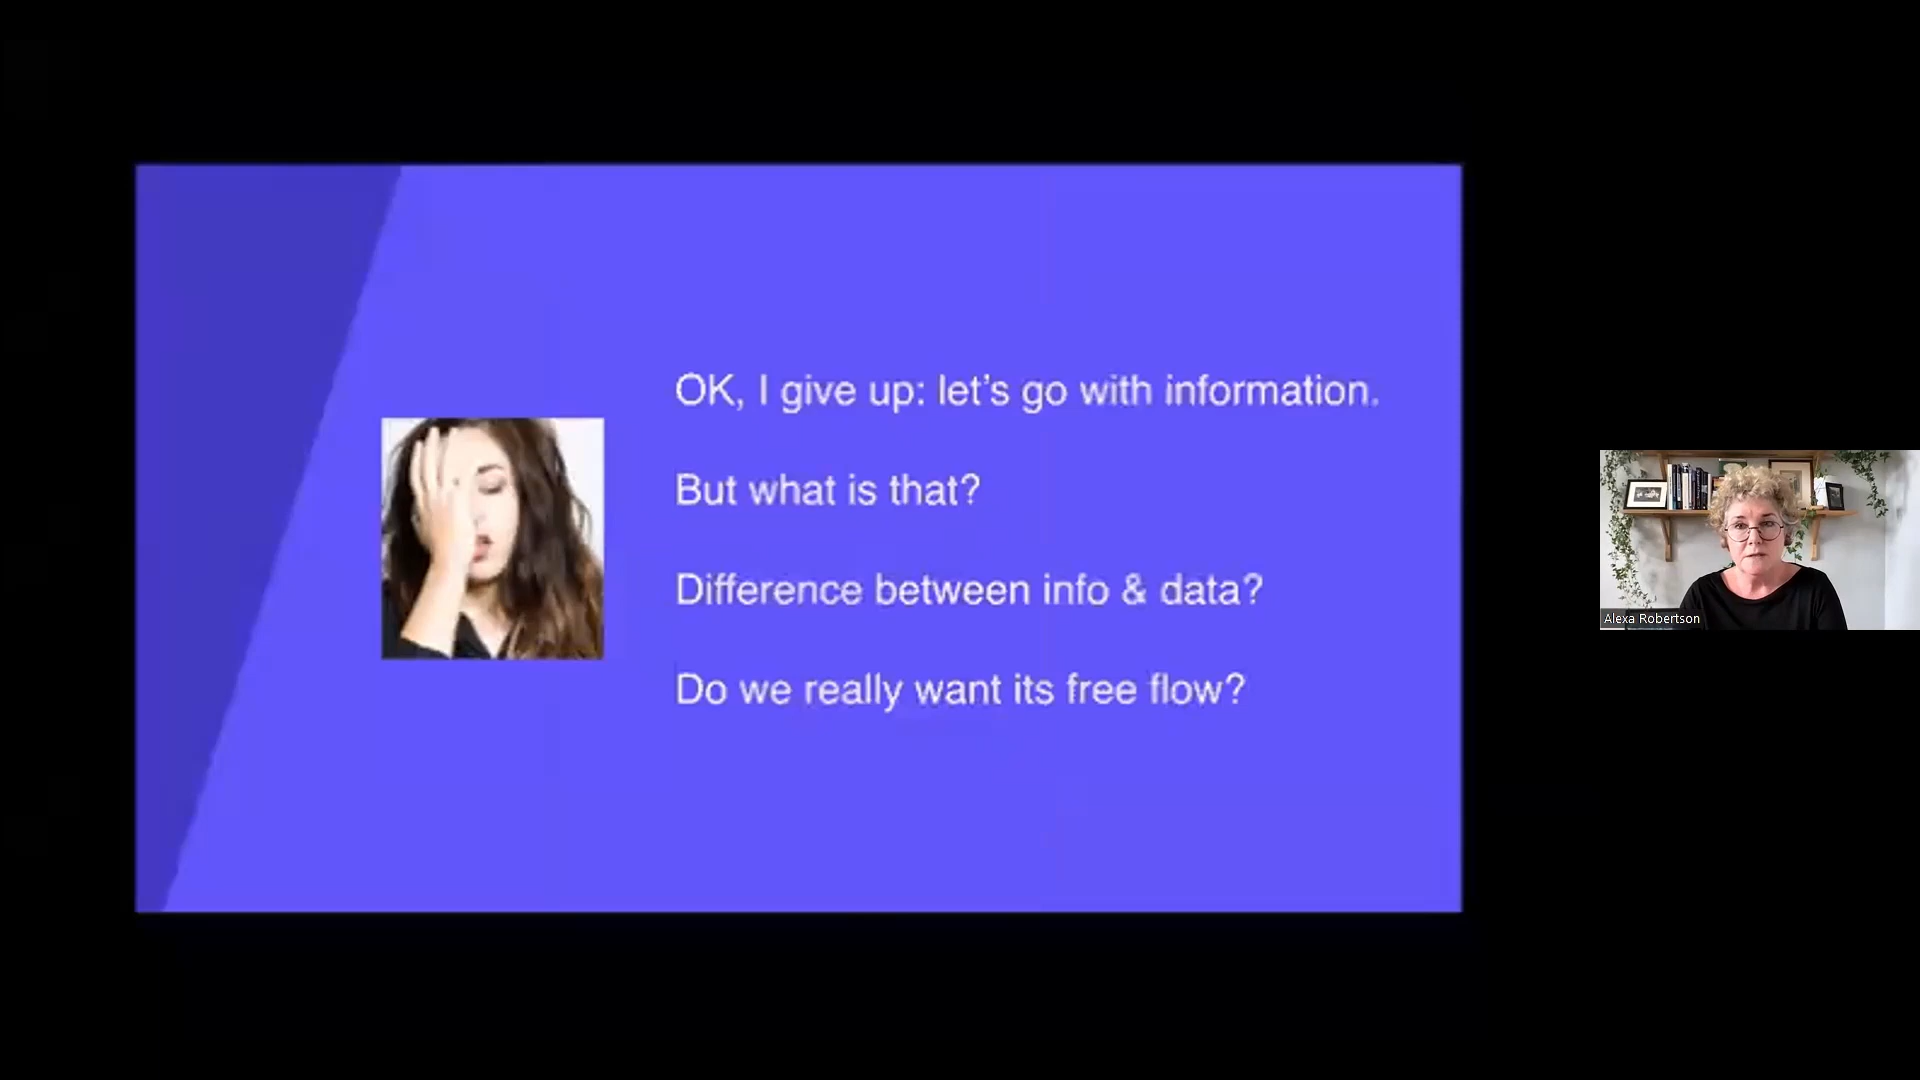 OK, I give up: let’s go with information.
But what is that?
Difference between info & data?
Do we really want its free flow?
Alexa Robertson